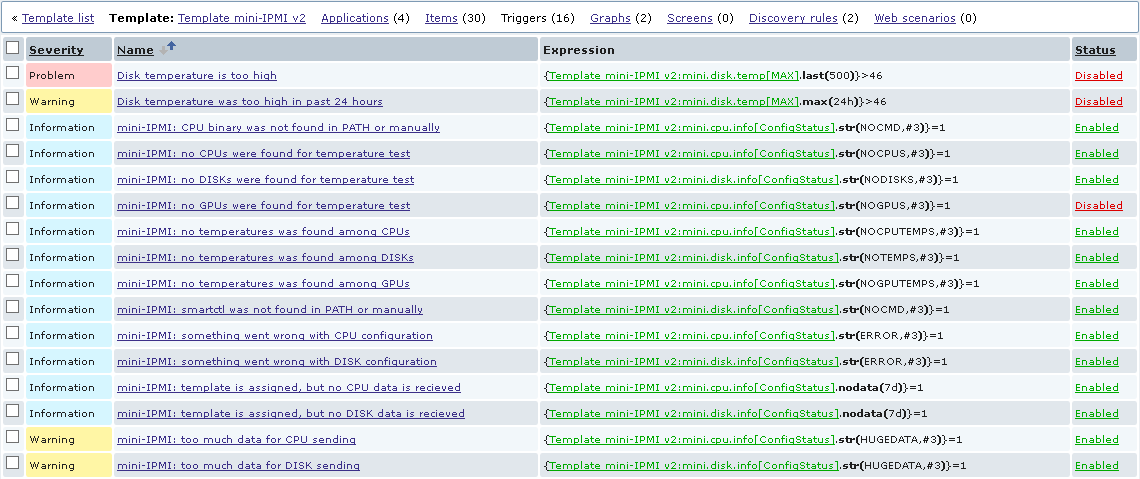 « Template list Template: Template mini-IPMI v2 Applications (4) Items (30) Triggers (16) Graphs (2) Screens (0) Discovery rules (2) Web scenarios (0)
Severity Name Expression Status
Problem Disk temperature is too high {Template mini-IPMI v2:mini.disk.temp[MAX].last(500)}>46 Disabled
Warning Disk temperature was too high in past 24 hours {Template mini-IPMI v2:mini.disk.temp[MAX].max(24h)}>46 Disabled
Information mini-IPMI: CPU binary was not found in PATH or manually {Template mini-IPMI v2:mini.cpu.info[ConfigStatus].str(NOCMD,#3)}=1 Enabled
Information mini-IPMI: no CPUs were found for temperature test {Template mini-IPMI v2:mini.cpu.info[ConfigStatus].str(NOCPUS,#3)}=1 Enabled
Information mini-IPMI: no DISKs were found for temperature test {Template mini-IPMI v2:mini.disk.info[ConfigStatus].str(NODISKS,#3)}=1 Enabled
Information mini-IPMI: no GPUs were found for temperature test {Template mini-IPMI v2:mini.cpu.info[ConfigStatus].str(NOGPUS,#3)}=1 Disabled
Information mini-IPMI: no temperatures was found among CPUs {Template mini-IPMI v2:mini.cpu.info[ConfigStatus].str(NOCPUTEMPS,#3)}=1 Enabled
Information mini-IPMI: no temperatures was found among DISKs {Template mini-IPMI v2:mini.disk.info[ConfigStatus].str(NOTEMPS,#3)}=1 Enabled
Information mini-IPMI: no temperatures was found among GPUs {Template mini-IPMI v2:mini.cpu.info[ConfigStatus].str(NOGPUTEMPS,#3)}=1 Enabled
Information mini-IPMI: smartctl was not found in PATH or manually {Template mini-IPMI v2:mini.disk.info[ConfigStatus].str(NOCMD,#3)}=1 Enabled
Information mini-IPMI: something went wrong with CPU configuration {Template mini-IPMI v2:mini.cpu.info[ConfigStatus].str(ERROR,#3)}=1 Enabled
Information mini-IPMI: something went wrong with DISK configuration {Template mini-IPMI v2:mini.disk.info[ConfigStatus].str(ERROR,#3)}=1 Enabled
Information mini-IPMI: template is assigned, but no CPU data is recieved {Template mini-IPMI v2:mini.cpu.info[ConfigStatus].nodata(7d)}=1 Enabled
Information mini-IPMI: template is assigned, but no DISK data is recieved {Template mini-IPMI v2:mini.disk.info[ConfigStatus].nodata(7d)}=1 Enabled
Warning mini-IPMI: too much data for CPU sending {Template mini-IPMI v2:mini.cpu.info[ConfigStatus].str(HUGEDATA,#3)}=1 Enabled
Warning mini-IPMI: too much data for DISK sending {Template mini-IPMI v2:mini.disk.info[ConfigStatus].str(HUGEDATA,#3)}=1 Enabled